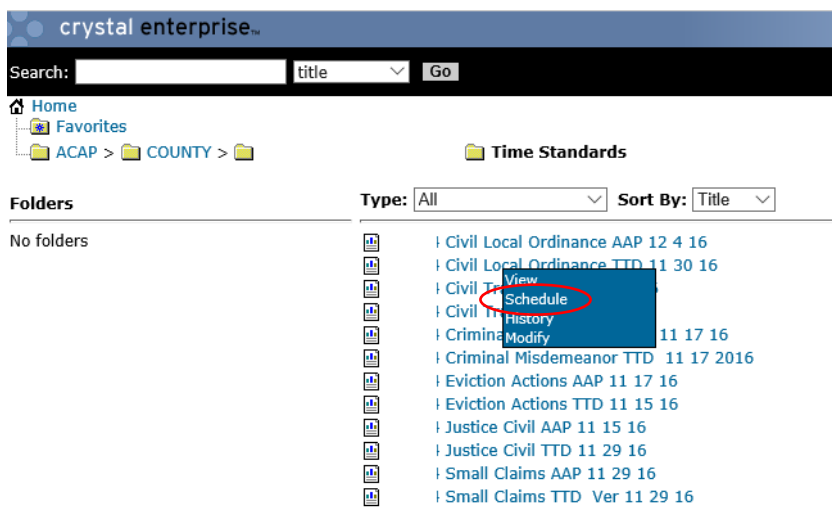 crystal enterprise™
Search: title Go
Home
Favorites
ACAP > COUNTY > Time Standards
Folders
Type: All Sort By: Title
No folders
Civil Local Ordinance AAP 12 4 16
Civil Local Ordinance TTD 11 30 16
View
Civil
Schedule
Civil
History
Modify
11 17 16
Criminal Misdemeanor TTD 11 17 2016
Eviction Actions AAP 11 17 16
Eviction Actions TTD 11 15 16
Justice Civil AAP 11 15 16
Justice Civil TTD 11 29 16
Small Claims AAP 11 29 16
Small Claims TTD Ver 11 29 16